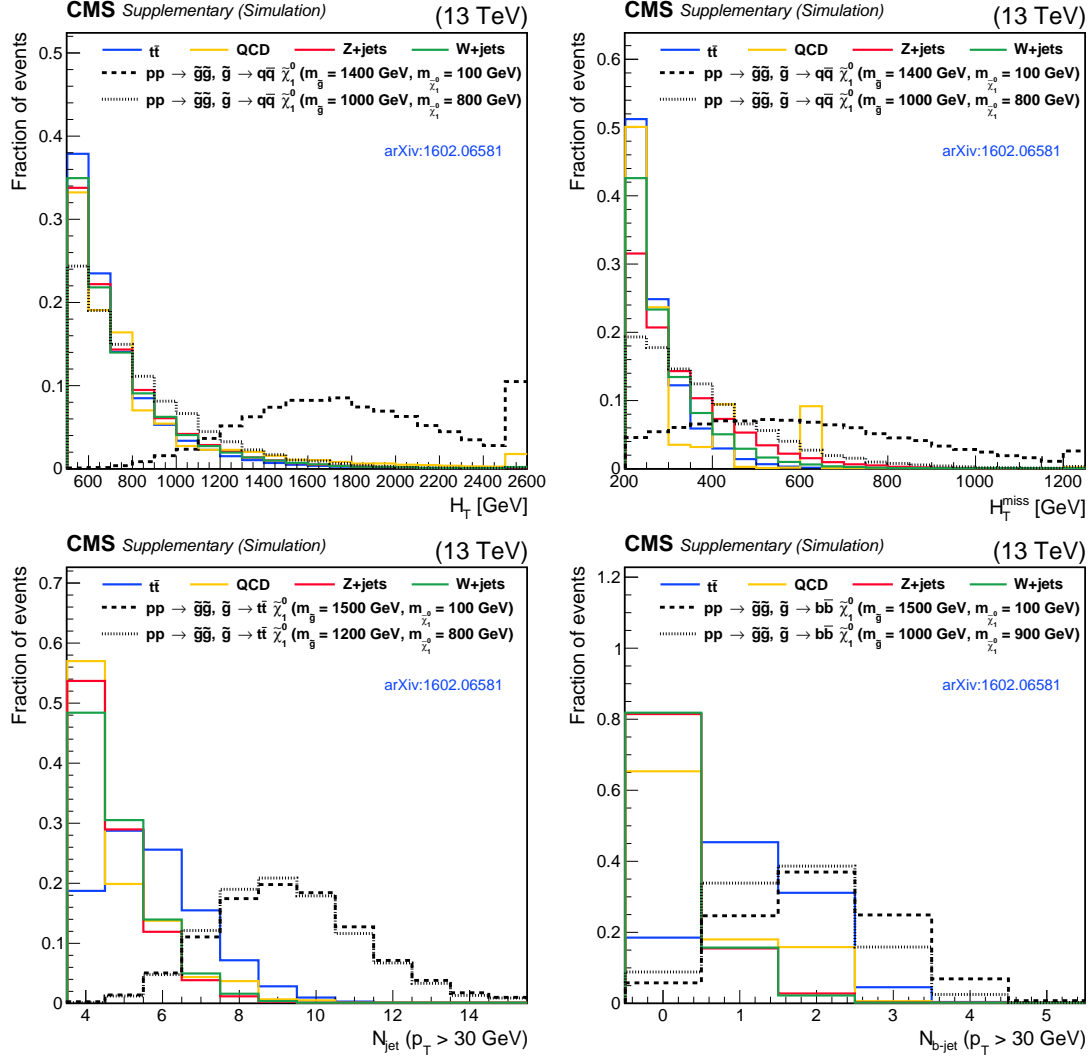 CMS Supplementary (Simulation) (13 TeV)
tt̄ QCD Z+jets W+jets
pp → g̃g̃, g̃ → qq̄ χ̃₁⁰ (m_g̃ = 1400 GeV, m_χ̃₁⁰ = 100 GeV)
pp → g̃g̃, g̃ → qq̄ χ̃₁⁰ (m_g̃ = 1000 GeV, m_χ̃₁⁰ = 800 GeV)
arXiv:1602.06581
Fraction of events
0.5
0.4
0.3
0.2
0.1
0
600 800 1000 1200 1400 1600 1800 2000 2200 2400 2600
H_T [GeV]
CMS Supplementary (Simulation) (13 TeV)
tt̄ QCD Z+jets W+jets
pp → g̃g̃, g̃ → qq̄ χ̃₁⁰ (m_g̃ = 1400 GeV, m_χ̃₁⁰ = 100 GeV)
pp → g̃g̃, g̃ → qq̄ χ̃₁⁰ (m_g̃ = 1000 GeV, m_χ̃₁⁰ = 800 GeV)
arXiv:1602.06581
Fraction of events
0.6
0.5
0.4
0.3
0.2
0.1
0
200 400 600 800 1000 1200
H_T^miss [GeV]
CMS Supplementary (Simulation) (13 TeV)
tt̄ QCD Z+jets W+jets
pp → g̃g̃, g̃ → tt̄ χ̃₁⁰ (m_g̃ = 1500 GeV, m_χ̃₁⁰ = 100 GeV)
pp → g̃g̃, g̃ → tt̄ χ̃₁⁰ (m_g̃ = 1200 GeV, m_χ̃₁⁰ = 800 GeV)
arXiv:1602.06581
Fraction of events
0.7
0.6
0.5
0.4
0.3
0.2
0.1
0
4 6 8 10 12 14
N_jet (p_T > 30 GeV)
CMS Supplementary (Simulation) (13 TeV)
tt̄ QCD Z+jets W+jets
pp → g̃g̃, g̃ → bb̄ χ̃₁⁰ (m_g̃ = 1500 GeV, m_χ̃₁⁰ = 100 GeV)
pp → g̃g̃, g̃ → bb̄ χ̃₁⁰ (m_g̃ = 1000 GeV, m_χ̃₁⁰ = 900 GeV)
arXiv:1602.06581
Fraction of events
1.2
1
0.8
0.6
0.4
0.2
0
0 1 2 3 4 5
N_b-jet (p_T > 30 GeV)